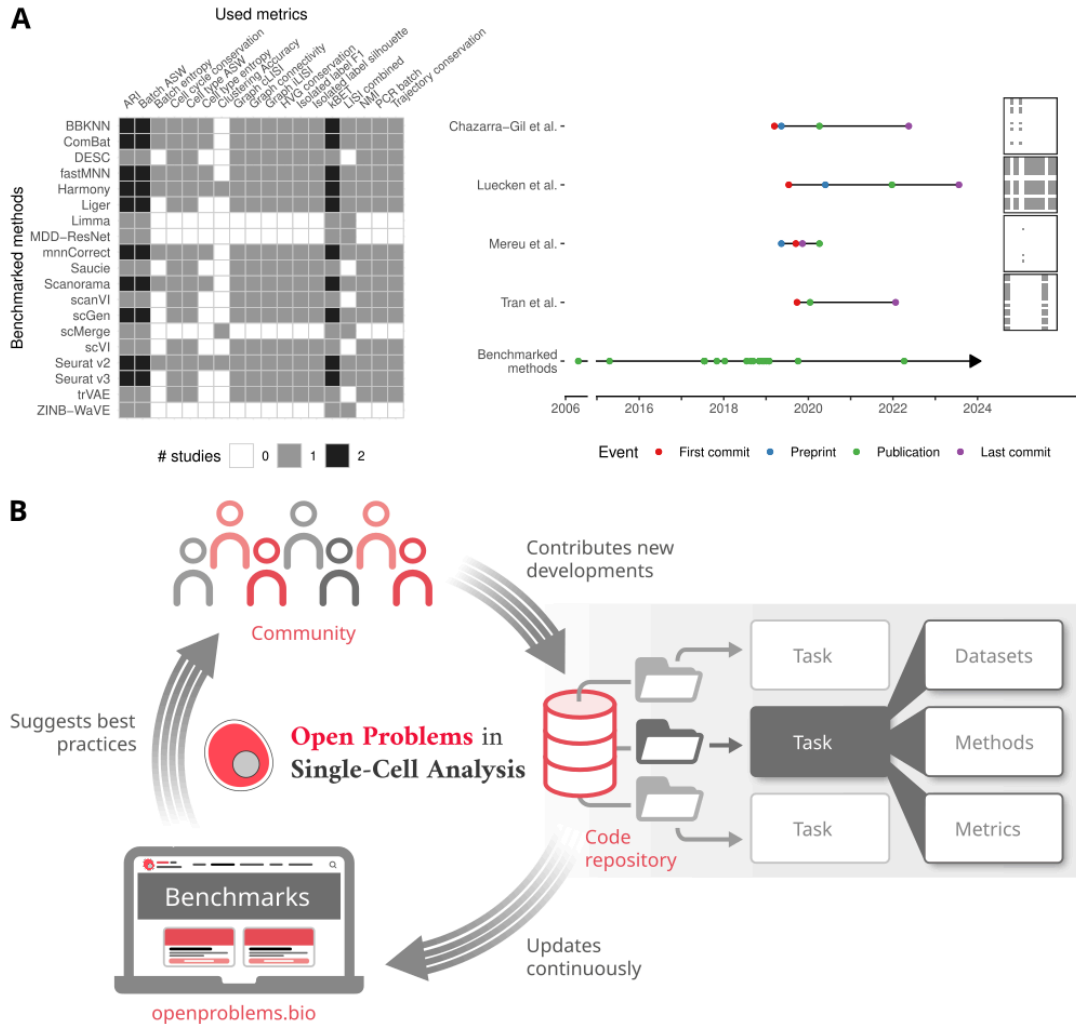 A
Used metrics
ARI
Batch ASW
Batch entropy
Cell cycle conservation
Cell type ASW
Cell type entropy
Clustering Accuracy
Graph cLISI
Graph connectivity
Graph iLISI
HVG conservation
Isolated label F1
Isolated label silhouette
kBET
LISI combined
NMI
PCR batch
Trajectory conservation
Benchmarked methods
BBKNN
ComBat
DESC
fastMNN
Harmony
Liger
Limma
MDD−ResNet
mnnCorrect
Saucie
Scanorama
scanVI
scGen
scMerge
scVI
Seurat v2
Seurat v3
trVAE
ZINB−WaVE
# studies
0
1
2
Chazarra−Gil et al.
Luecken et al.
Mereu et al.
Tran et al.
Benchmarked
methods
2006
2016
2018
2020
2022
2024
Event
First commit
Preprint
Publication
Last commit
B
Community
Contributes new
developments
Suggests best
practices
Open Problems in
Single-Cell Analysis
Code
repository
Task
Task
Task
Datasets
Methods
Metrics
Benchmarks
openproblems.bio
Updates
continuously